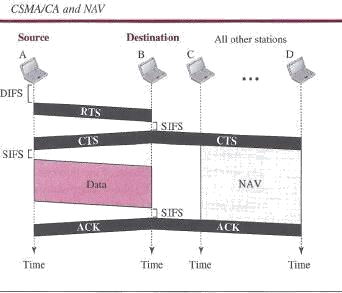 CSMA/CA and NAV
Source Destination All other stations
A B C D
DIFS
RTS
SIFS
CTS CTS
SIFS
Data NAV
SIFS
ACK ACK
Time Time Time Time